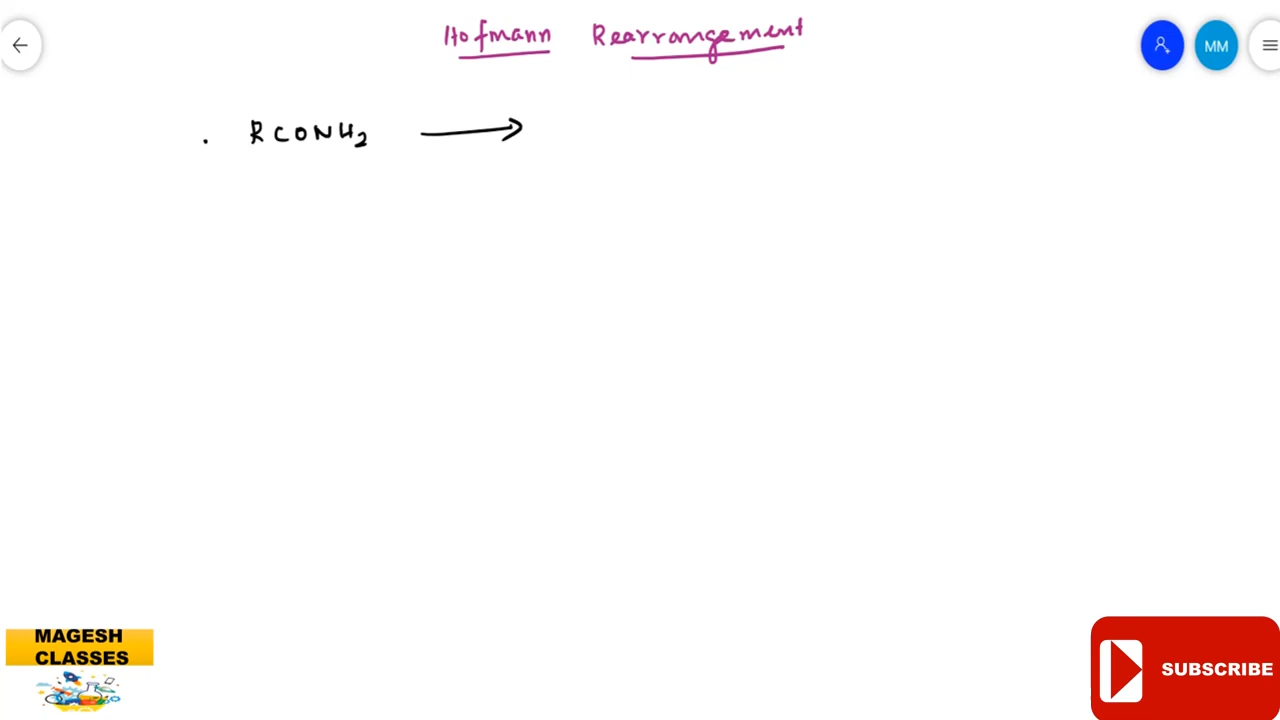 Hofmann Rearrangement
MM
. RCONH₂ ⟶
MAGESH
CLASSES
SUBSCRIBE